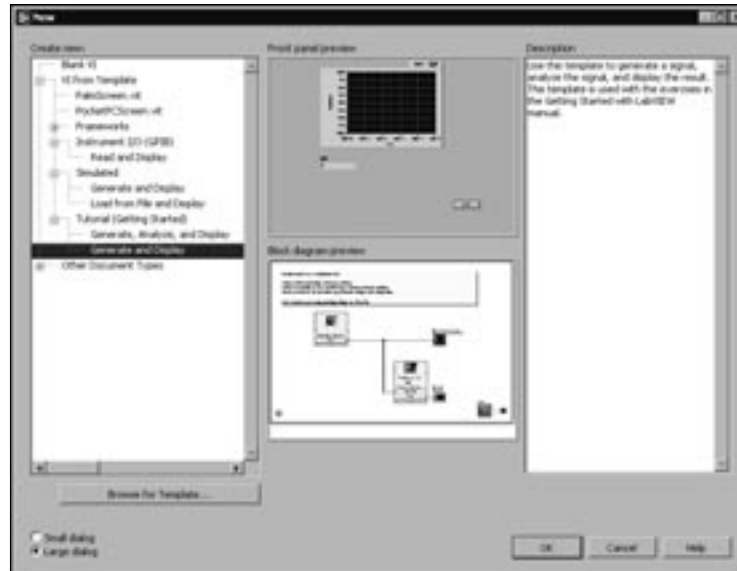 New
Create new
Blank VI
VI from Template
PalmScreen.vit
PocketPCScreen.vit
Frameworks
Instrument I/O (GPIB)
Read and Display
Simulated
Generate and Display
Load from File and Display
Tutorial (Getting Started)
Generate, Analyze, and Display
Generate and Display
Other Document Types
Browse for Template...
Small dialog
Large dialog
Front panel preview
Block diagram preview
Description
Use this template to generate a signal,
analyze the signal, and display the result.
This template is used with the exercises in
the Getting Started with LabVIEW
manual.
OK
Cancel
Help